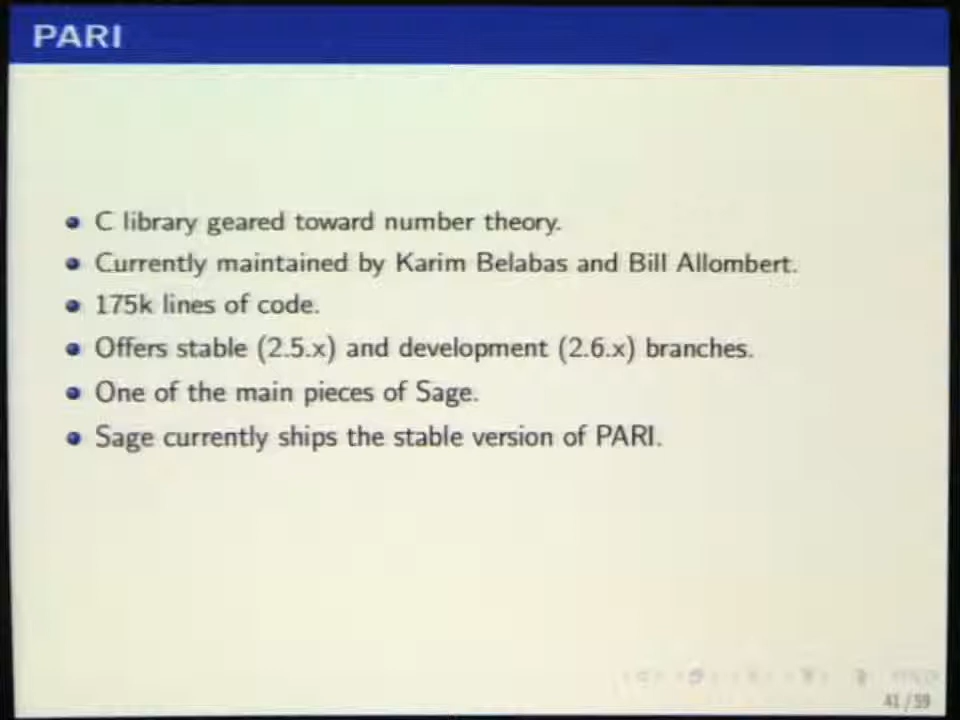 PARI
C library geared toward number theory.
Currently maintained by Karim Belabas and Bill Allombert.
175k lines of code.
Offers stable (2.5.x) and development (2.6.x) branches.
One of the main pieces of Sage.
Sage currently ships the stable version of PARI.
41 / 59